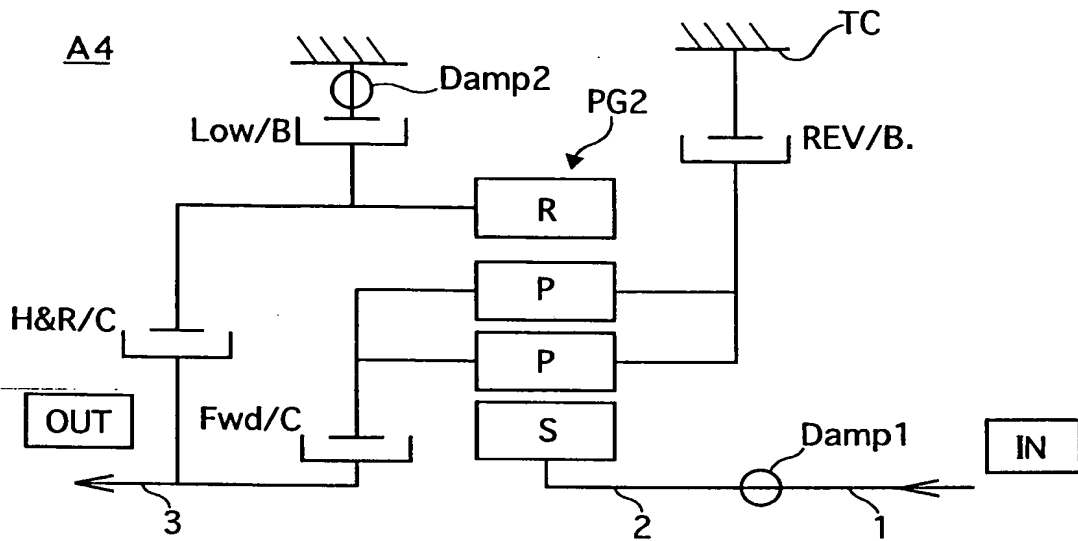 A4
TC
Damp2
PG2
Low/B
REV/B.
R
P
H&R/C
P
OUT
Fwd/C
S
Damp1
IN
3
2
1